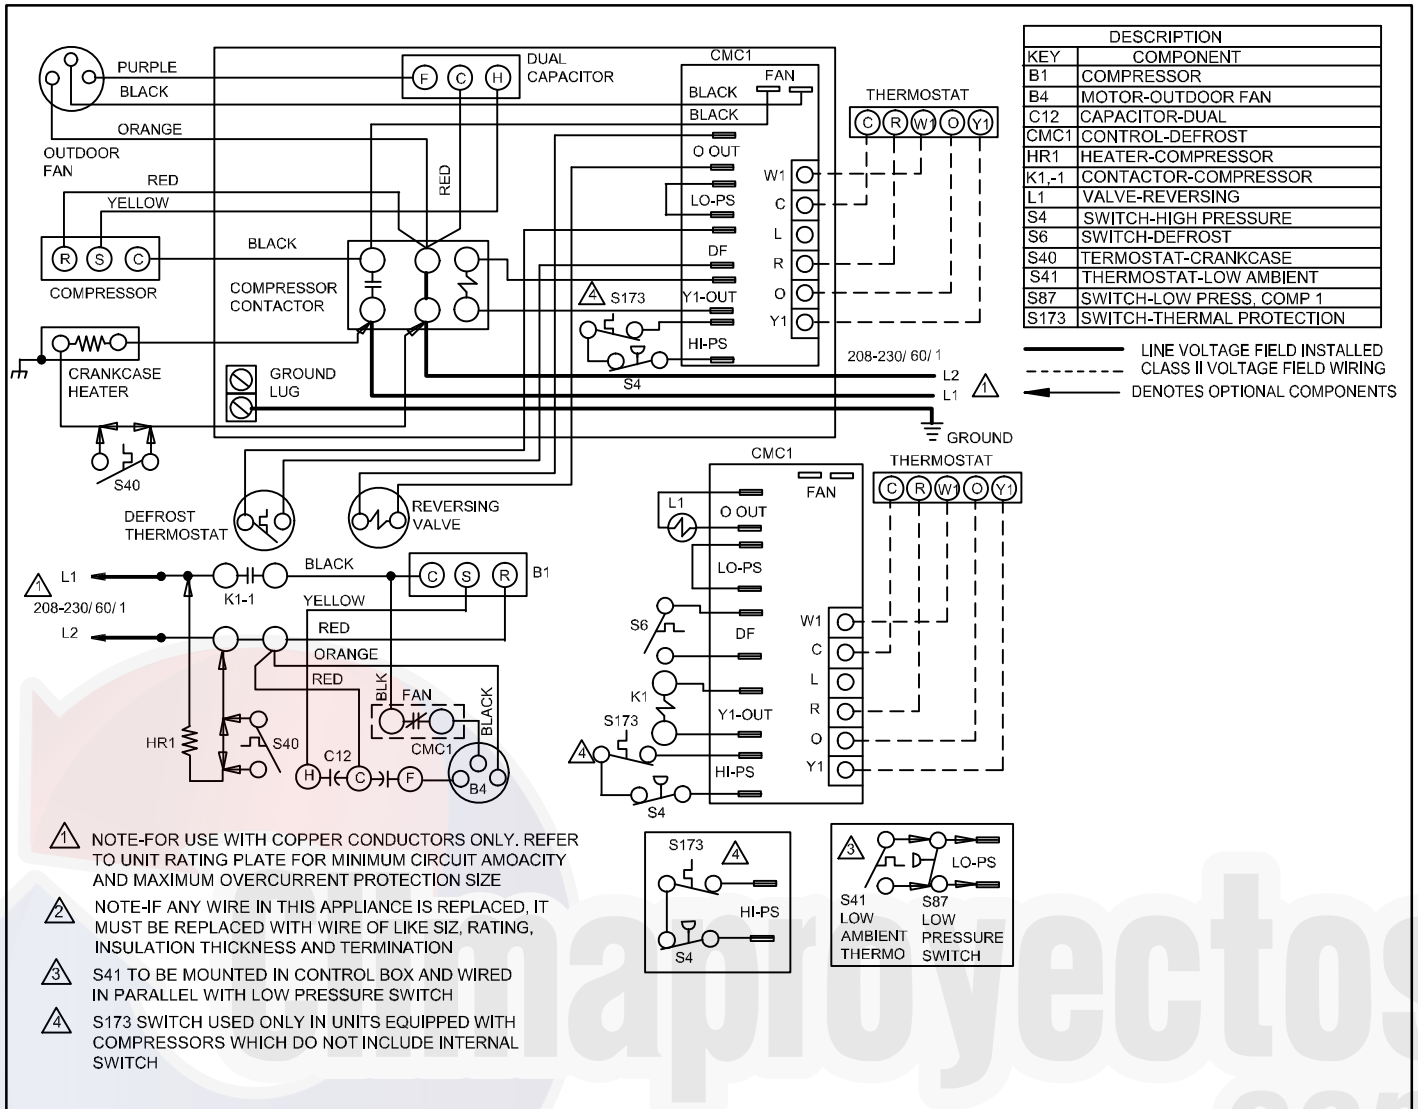 PURPLE
BLACK
ORANGE
OUTDOOR
FAN
RED
YELLOW
R S C
COMPRESSOR
F C H
DUAL
CAPACITOR
RED
BLACK
COMPRESSOR
CONTACTOR
CRANKCASE
HEATER
GROUND
LUG
S40
DEFROST
THERMOSTAT
REVERSING
VALVE
CMC1
FAN
BLACK
BLACK
O OUT
LO-PS
DF
Y1-OUT
HI-PS
4 S173
S4
W1
C
L
R
O
Y1
THERMOSTAT
C R W1 O Y1
208-230/ 60/ 1
L2
L1
1
GROUND
DESCRIPTION
KEY COMPONENT
B1 COMPRESSOR
B4 MOTOR-OUTDOOR FAN
C12 CAPACITOR-DUAL
CMC1 CONTROL-DEFROST
HR1 HEATER-COMPRESSOR
K1,-1 CONTACTOR-COMPRESSOR
L1 VALVE-REVERSING
S4 SWITCH-HIGH PRESSURE
S6 SWITCH-DEFROST
S40 TERMOSTAT-CRANKCASE
S41 THERMOSTAT-LOW AMBIENT
S87 SWITCH-LOW PRESS, COMP 1
S173 SWITCH-THERMAL PROTECTION
LINE VOLTAGE FIELD INSTALLED
CLASS II VOLTAGE FIELD WIRING
DENOTES OPTIONAL COMPONENTS
1
L1
208-230/ 60/ 1
L2
K1-1
BLACK
C S R B1
YELLOW
RED
ORANGE
RED
BLK
FAN
BLACK
CMC1
HR1
S40
C12
H C F
B4
CMC1
FAN
L1
O OUT
LO-PS
S6
DF
K1
Y1-OUT
S173
4
HI-PS
S4
W1
C
L
R
O
Y1
THERMOSTAT
C R W1 O Y1
S173
4
HI-PS
S4
3
LO-PS
S41
LOW
AMBIENT
THERMO
S87
LOW
PRESSURE
SWITCH
1 NOTE-FOR USE WITH COPPER CONDUCTORS ONLY. REFER
TO UNIT RATING PLATE FOR MINIMUM CIRCUIT AMOACITY
AND MAXIMUM OVERCURRENT PROTECTION SIZE
2 NOTE-IF ANY WIRE IN THIS APPLIANCE IS REPLACED, IT
MUST BE REPLACED WITH WIRE OF LIKE SIZ, RATING,
INSULATION THICKNESS AND TERMINATION
3 S41 TO BE MOUNTED IN CONTROL BOX AND WIRED
IN PARALLEL WITH LOW PRESSURE SWITCH
4 S173 SWITCH USED ONLY IN UNITS EQUIPPED WITH
COMPRESSORS WHICH DO NOT INCLUDE INTERNAL
SWITCH
Climaproyectos